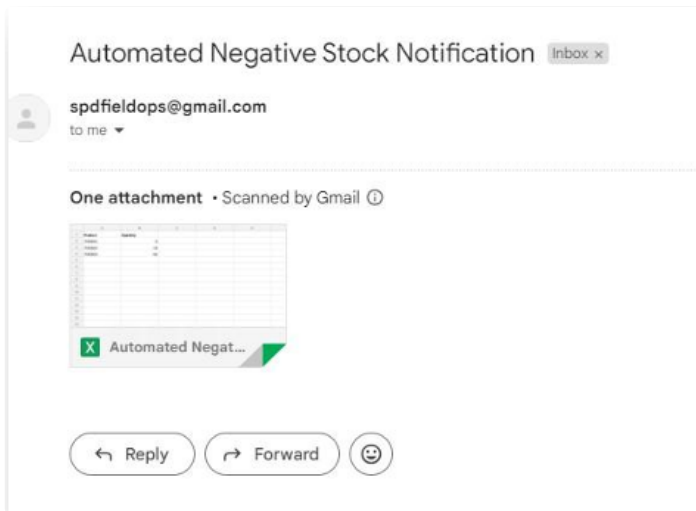 Automated Negative Stock Notification Inbox ×
spdfieldops@gmail.com
to me
One attachment • Scanned by Gmail
Automated Negat...
Reply Forward